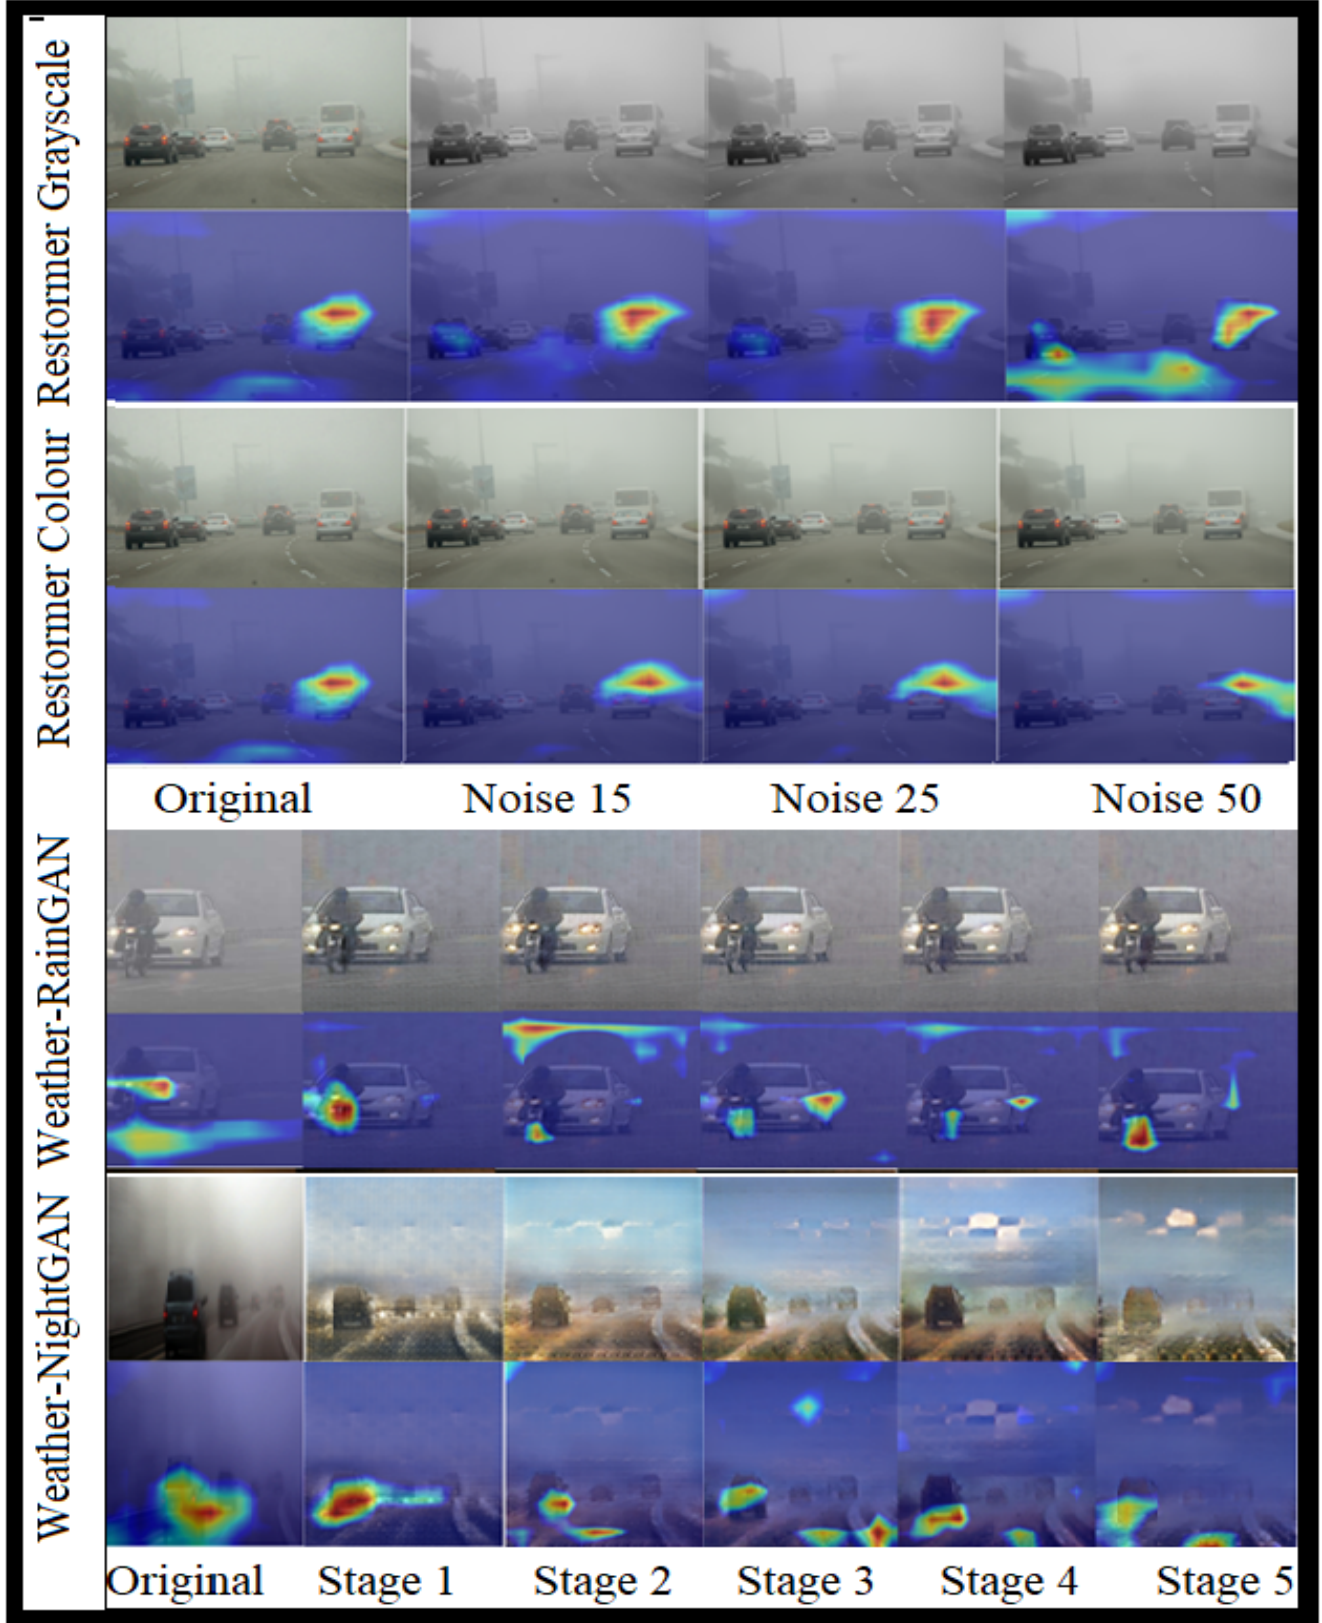 Restormer Grayscale
Restormer Colour
Original Noise 15 Noise 25 Noise 50
Weather-RainGAN
Weather-NightGAN
Original Stage 1 Stage 2 Stage 3 Stage 4 Stage 5